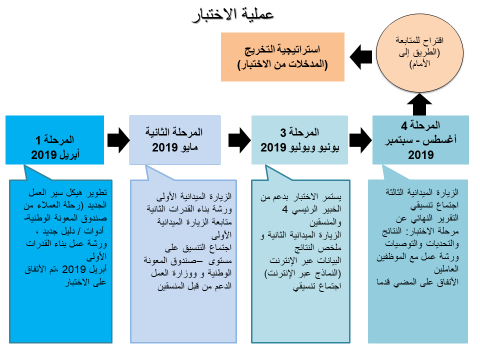 عملية الاختبار
استراتيجية التخريج
(المدخلات من الاختبار)
اقتراح للمتابعة
(الطريق إلى
الأمام)
المرحلة 1
أبريل 2019
المرحلة الثانية
مايو 2019
المرحلة 3
يونيو ويوليو 2019
المرحلة 4
أغسطس - سبتمبر
2019
تطوير هيكل سير العمل
الجديد (رحلة العملاء من
صندوق المعونة الوطنية-
أدوات / دليل جديد ،
ورشة عمل بناء القدرات
الأولى
أبريل 2019 ،تم الأتفاق
على الاختبار
الزيارة الميدانية الأولى
ورشة بناء القدرات الثانية
متابعة الزيارة الميدانية
الأولى
اجتماع التنسيق على
مستوى –صندوق المعونة
الوطنية و ووزارة العمل
الدعم من قبل المنسقين
يستمر الاختبار بدعم من
الخبير الرئيسي 4
والمنسقين
الزيارة الميدانية الثانية و
ملخص النتائج
البيانات عبر الإنترنت
(النماذج عبر الإنترنت)
اجتماع تنسيقي
الزيارة الميدانية الثالثة
اجتماع تنسيقي
التقرير النهائي عن
مرحلة الاختبار: النتائج
والتحديات والتوصيات
ورشة عمل مع الموظفين
العاملين
الأتفاق على المضي قدما